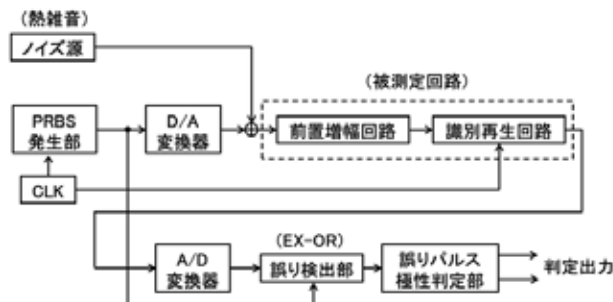 (熱雑音)
ノイズ源
(被測定回路)
PRBS
発生部
D/A
変換器
前置増幅回路
識別再生回路
CLK
(EX-OR)
A/D
変換器
誤り検出部
誤りパルス
極性判定部
判定出力